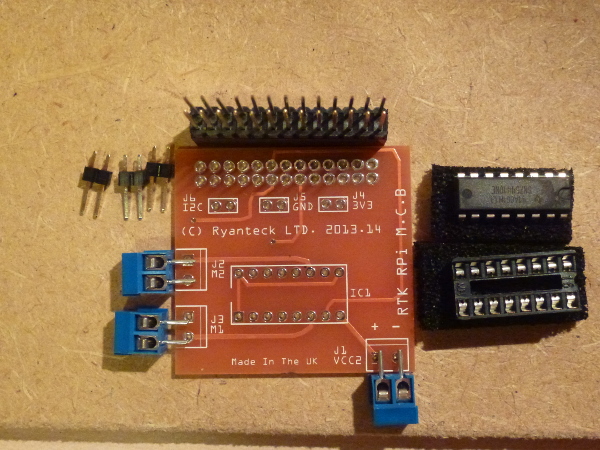 J6
I2C
J5
GND
J4
3V3
(C) Ryanteck LTD. 2013.14
RTK RPi M.C.B
J2
M2
IC1
J3
M1
+ -
J1
VCC2
Made In The UK
SN754410NE